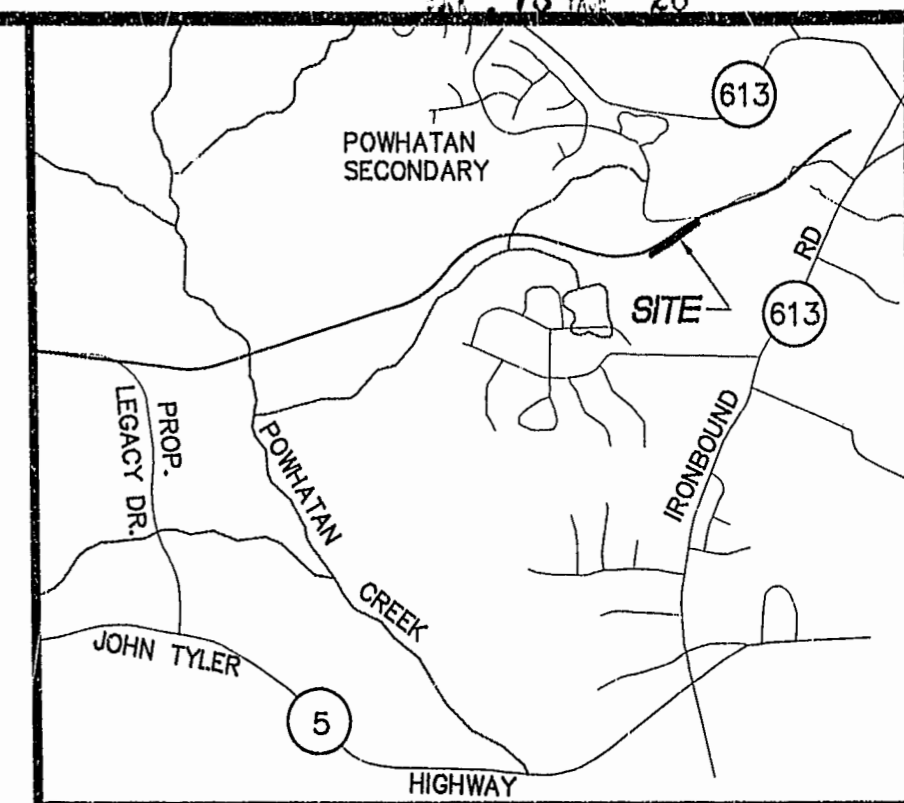 613
POWHATAN
SECONDARY
RD
SITE
613
PROP.
LEGACY DR.
POWHATAN
CREEK
IRONBOUND
JOHN TYLER
5
HIGHWAY